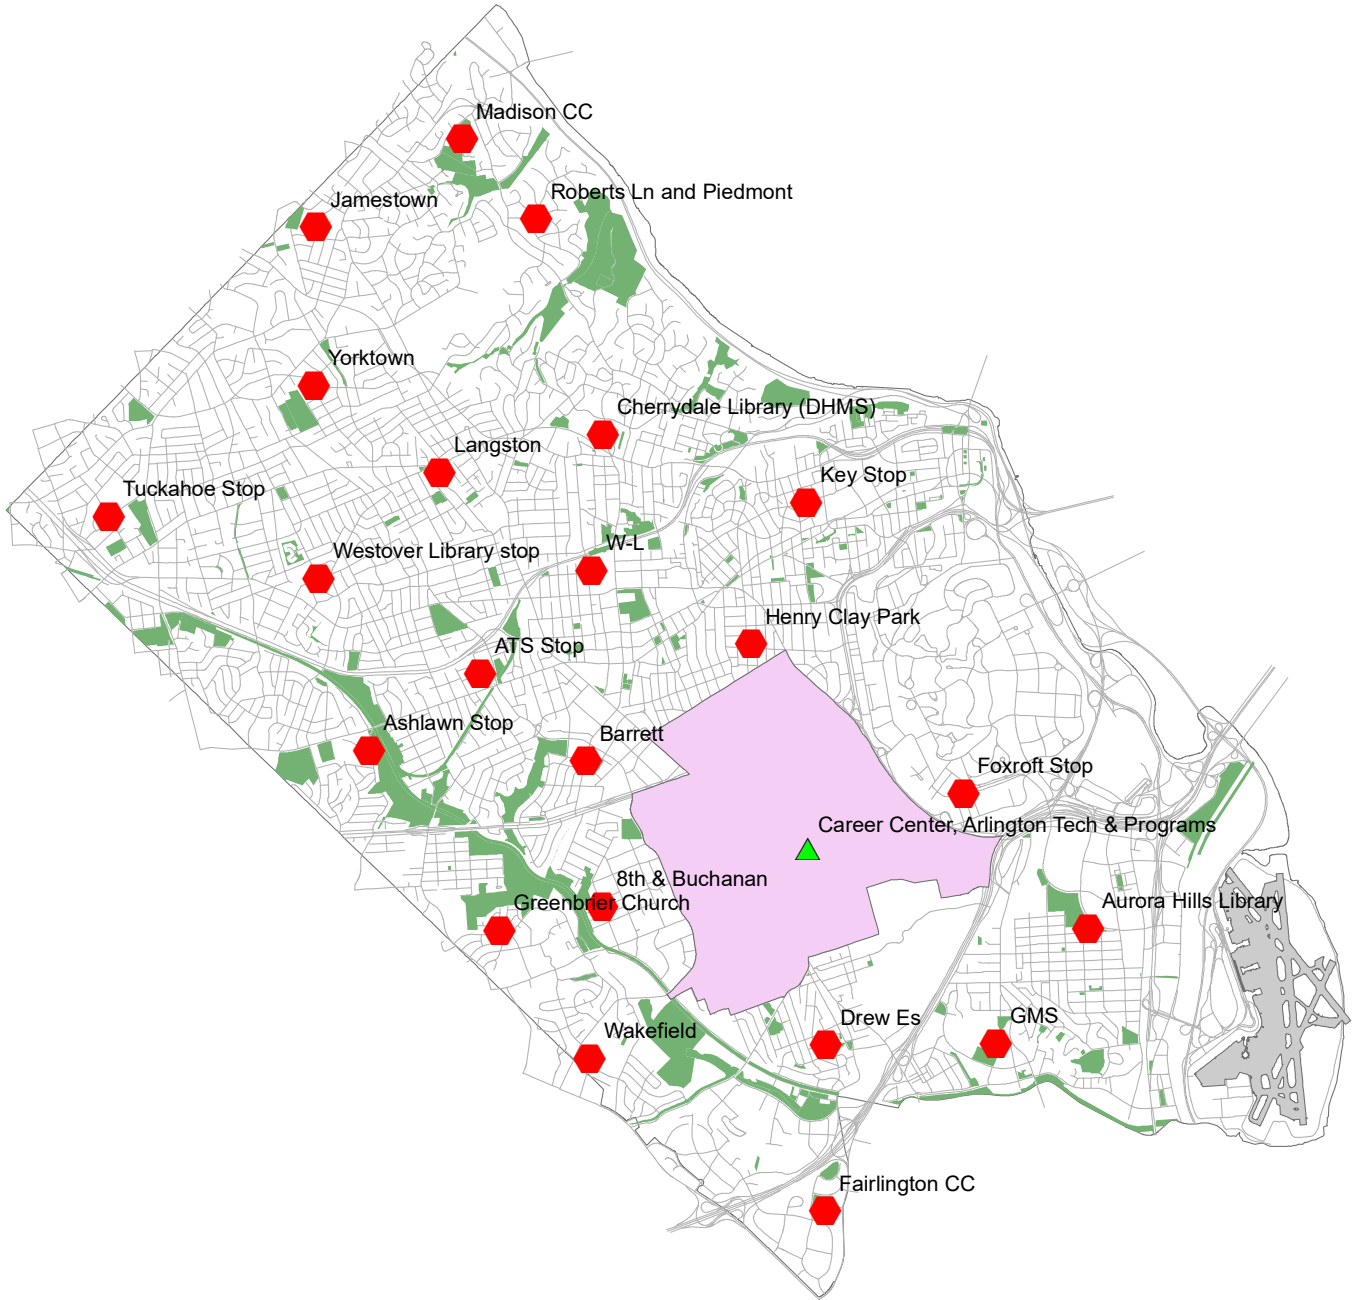 Madison CC
Roberts Ln and Piedmont
Jamestown
Yorktown
Cherrydale Library (DHMS)
Langston
Key Stop
Tuckahoe Stop
W-L
Westover Library stop
Henry Clay Park
ATS Stop
Ashlawn Stop
Barrett
Foxroft Stop
Career Center, Arlington Tech & Programs
8th & Buchanan
Greenbrier Church
Aurora Hills Library
Drew Es
GMS
Wakefield
Fairlington CC